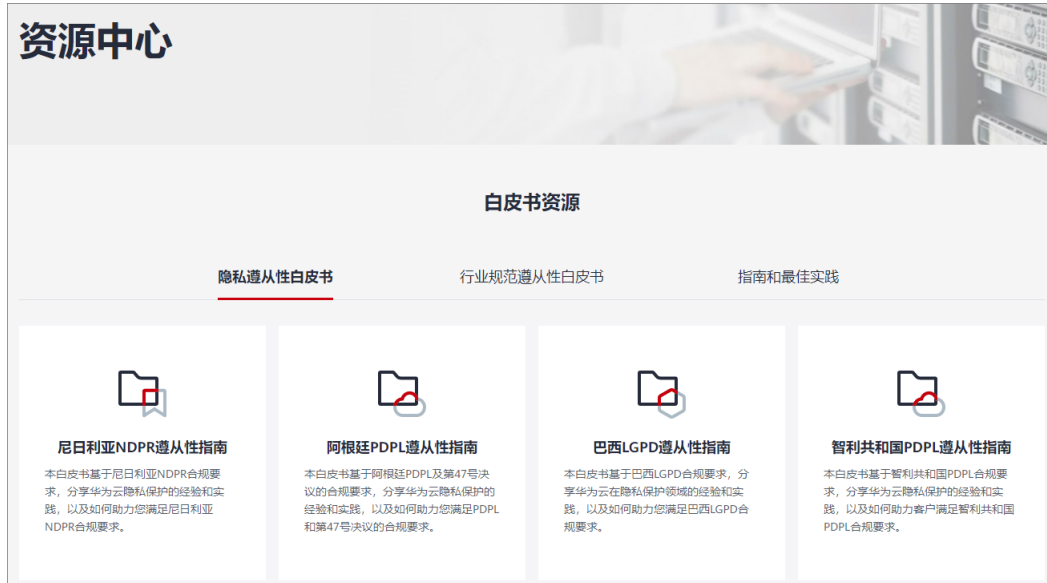 资源中心
白皮书资源
隐私遵从性白皮书
行业规范遵从性白皮书
指南和最佳实践
尼日利亚NDPR遵从性指南
本白皮书基于尼日利亚NDPR合规要
求，分享华为云隐私保护的经验和实
践，以及如何助力您满足尼日利亚
NDPR合规要求。
阿根廷PDPL遵从性指南
本白皮书基于阿根廷PDPL及第47号决
议的合规要求，分享华为云隐私保护的
经验和实践，以及如何助力您满足PDPL
和第47号决议的合规要求。
巴西LGPD遵从性指南
本白皮书基于巴西LGPD合规要求，分
享华为云在隐私保护领域的经验和实
践，以及如何助力您满足巴西LGPD合
规要求。
智利共和国PDPL遵从性指南
本白皮书基于智利共和国PDPL合规要
求，分享华为云隐私保护的经验和实
践，以及如何助力客户满足智利共和国
PDPL合规要求。